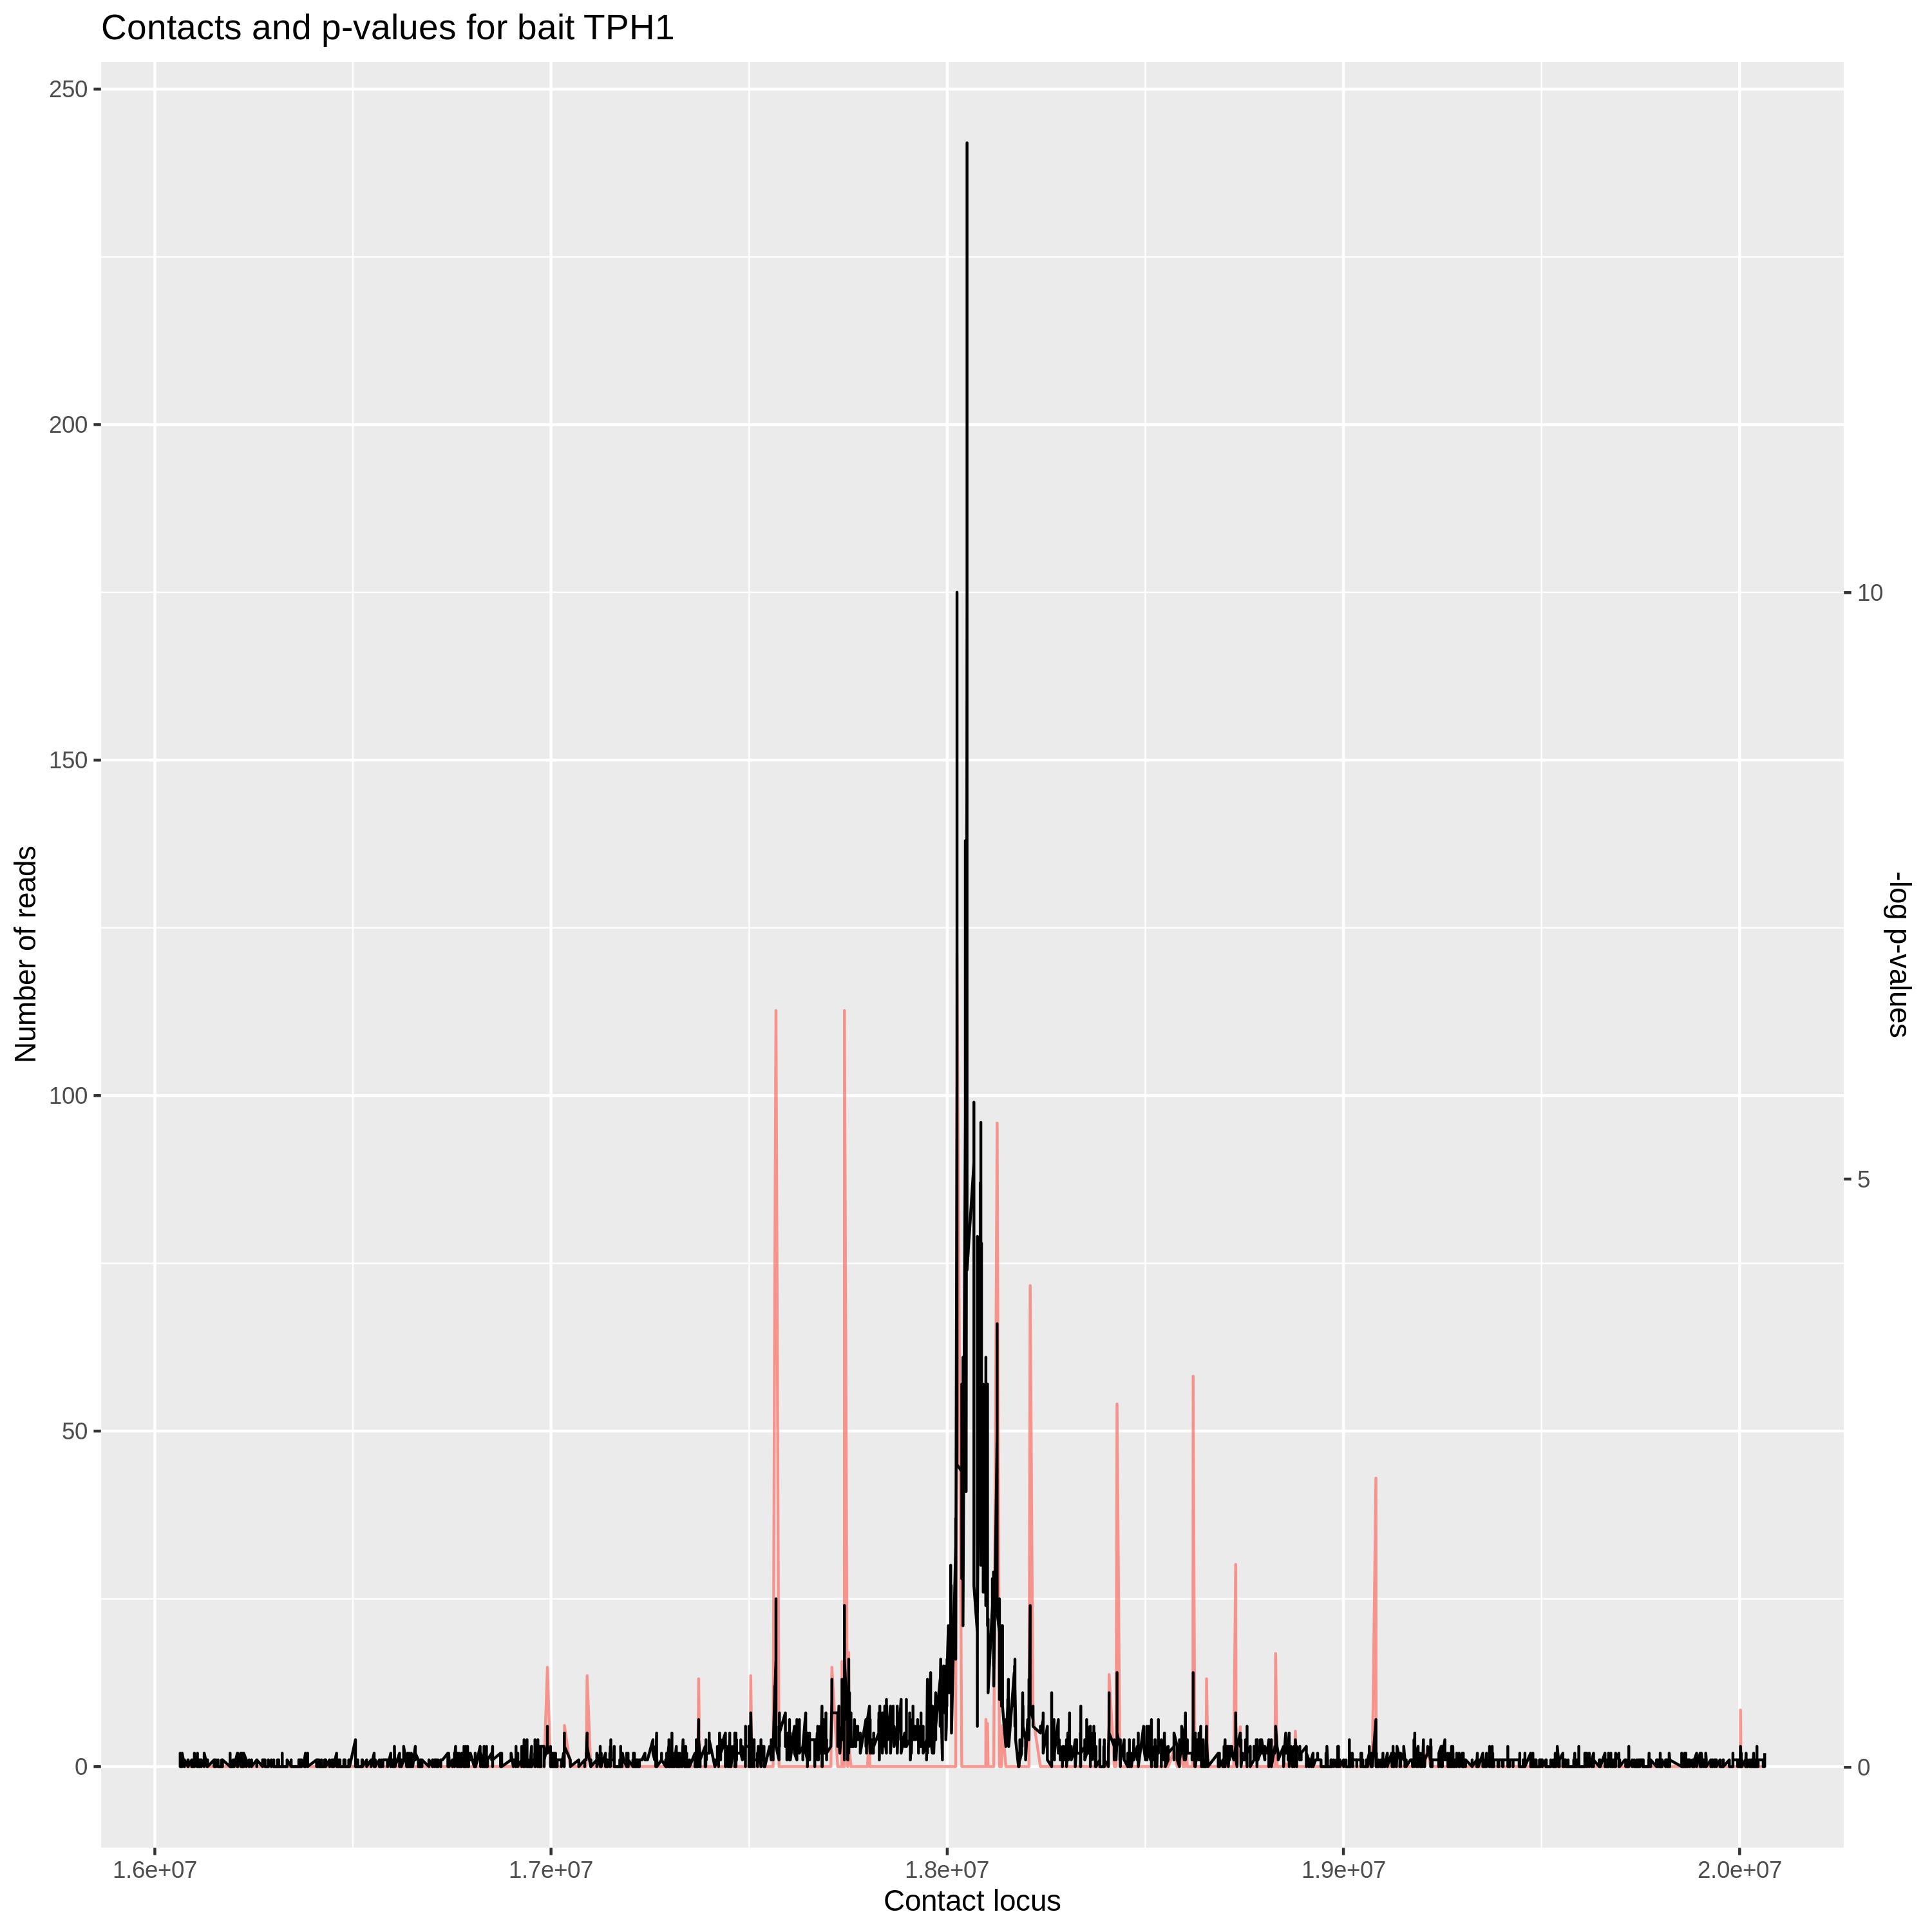 Contacts and p-values for bait TPH1
250
200
150
100
50
0
Number of reads
10
5
0
-log p-values
1.6e+07
1.7e+07
1.8e+07
1.9e+07
2.0e+07
Contact locus